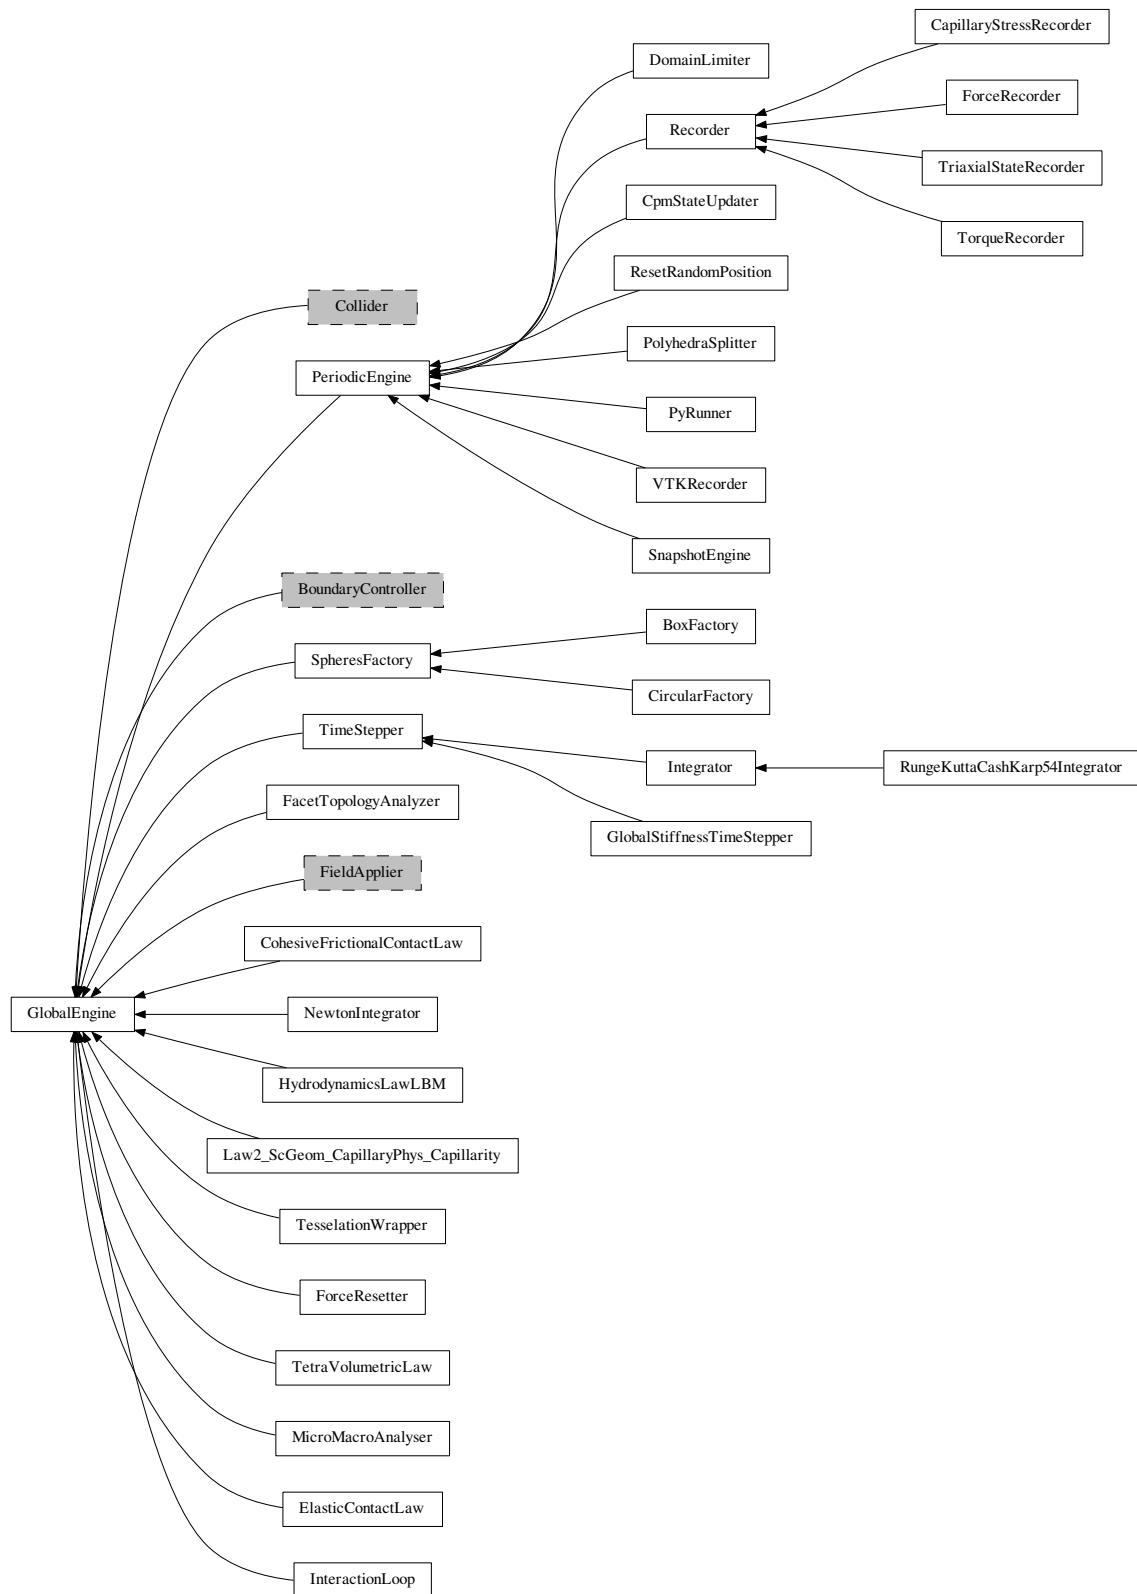 CapillaryStressRecorder
DomainLimiter
ForceRecorder
Recorder
TriaxialStateRecorder
CpmStateUpdater
TorqueRecorder
ResetRandomPosition
Collider
PolyhedraSplitter
PeriodicEngine
PyRunner
VTKRecorder
SnapshotEngine
BoundaryController
BoxFactory
SpheresFactory
CircularFactory
TimeStepper
Integrator
RungeKuttaCashKarp54Integrator
FacetTopologyAnalyzer
GlobalStiffnessTimeStepper
FieldApplier
CohesiveFrictionalContactLaw
GlobalEngine
NewtonIntegrator
HydrodynamicsLawLBM
Law2_ScGeom_CapillaryPhys_Capillarity
TesselationWrapper
ForceResetter
TetraVolumetricLaw
MicroMacroAnalyser
ElasticContactLaw
InteractionLoop